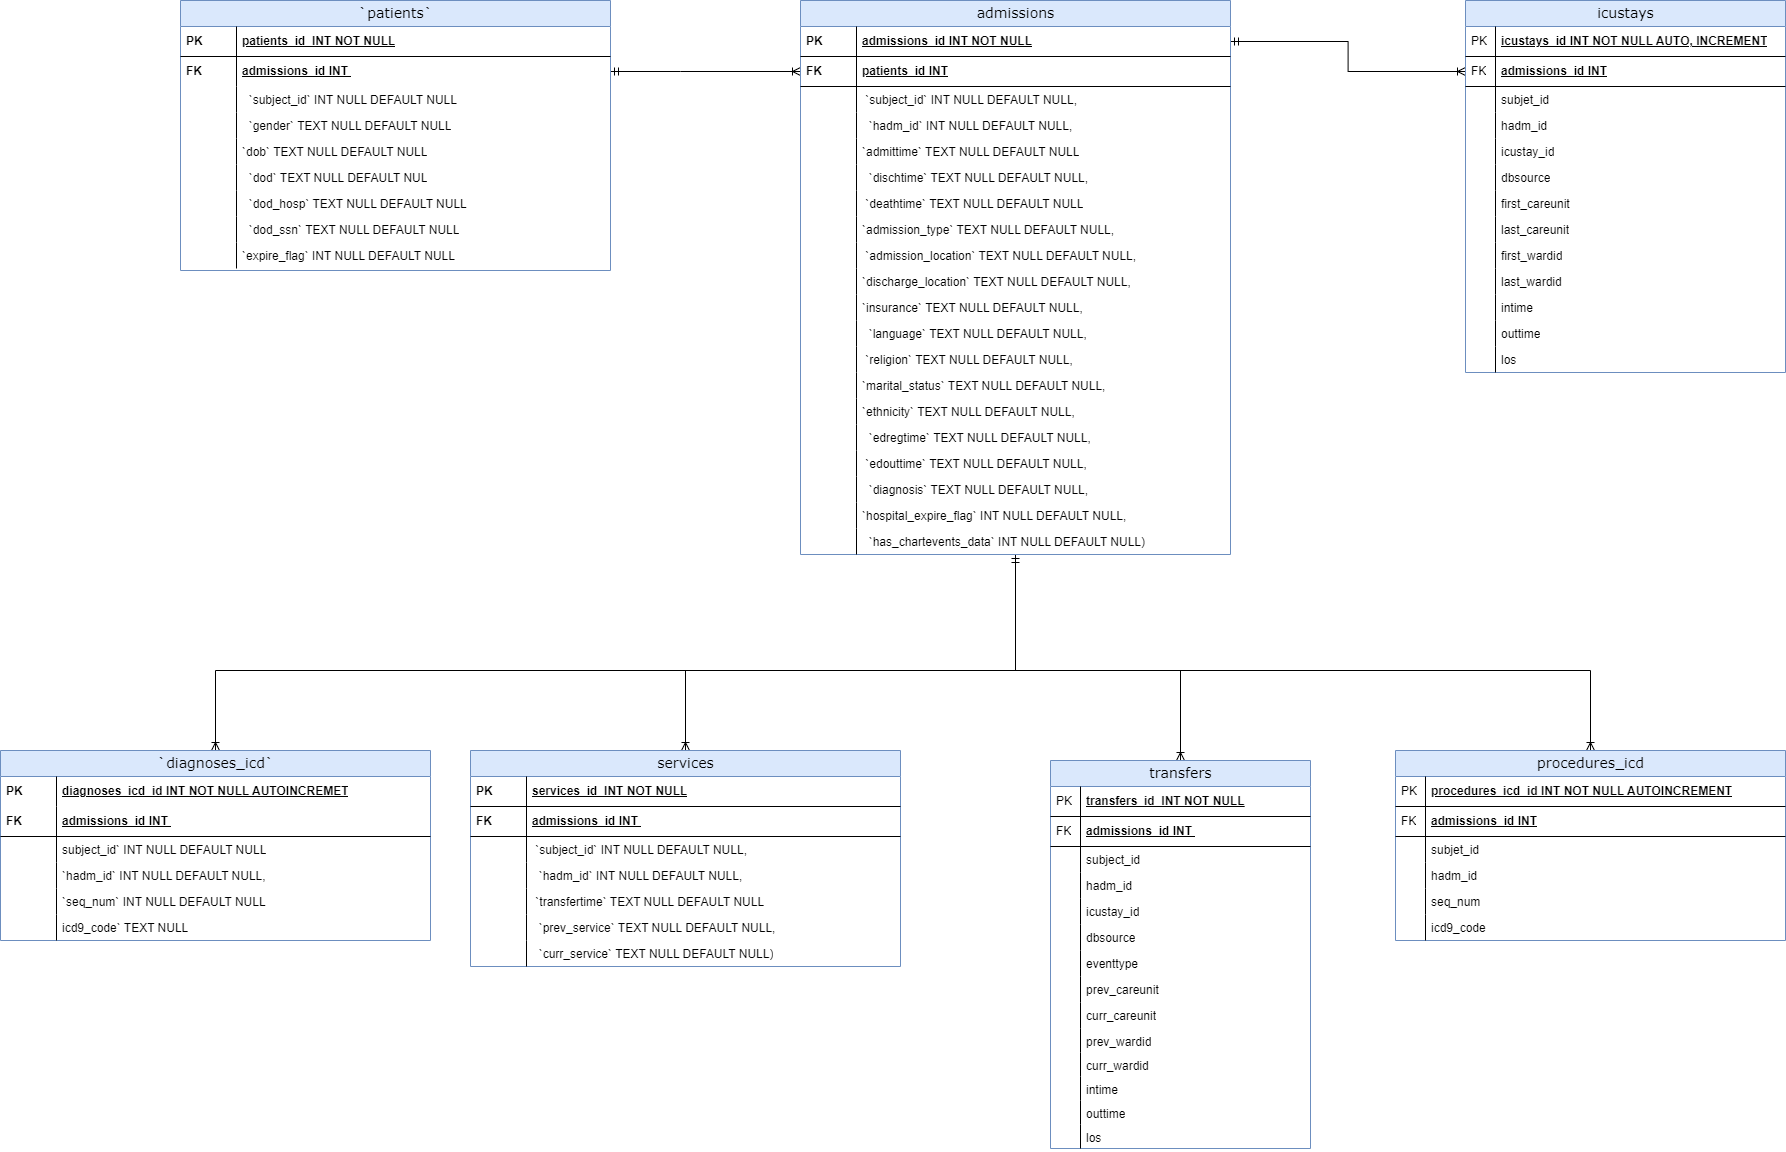 `patients`
PK patients_id INT NOT NULL
FK admissions_id INT
`subject_id` INT NULL DEFAULT NULL
`gender` TEXT NULL DEFAULT NULL
`dob` TEXT NULL DEFAULT NULL
`dod` TEXT NULL DEFAULT NUL
`dod_hosp` TEXT NULL DEFAULT NULL
`dod_ssn` TEXT NULL DEFAULT NULL
`expire_flag` INT NULL DEFAULT NULL
admissions
PK admissions_id INT NOT NULL
FK patients_id INT
`subject_id` INT NULL DEFAULT NULL,
`hadm_id` INT NULL DEFAULT NULL,
`admittime` TEXT NULL DEFAULT NULL
`dischtime` TEXT NULL DEFAULT NULL,
`deathtime` TEXT NULL DEFAULT NULL
`admission_type` TEXT NULL DEFAULT NULL,
`admission_location` TEXT NULL DEFAULT NULL,
`discharge_location` TEXT NULL DEFAULT NULL,
`insurance` TEXT NULL DEFAULT NULL,
`language` TEXT NULL DEFAULT NULL,
`religion` TEXT NULL DEFAULT NULL,
`marital_status` TEXT NULL DEFAULT NULL,
`ethnicity` TEXT NULL DEFAULT NULL,
`edregtime` TEXT NULL DEFAULT NULL,
`edouttime` TEXT NULL DEFAULT NULL,
`diagnosis` TEXT NULL DEFAULT NULL,
`hospital_expire_flag` INT NULL DEFAULT NULL,
`has_chartevents_data` INT NULL DEFAULT NULL)
icustays
PK icustays_id INT NOT NULL AUTO, INCREMENT
FK admissions_id INT
subjet_id
hadm_id
icustay_id
dbsource
first_careunit
last_careunit
first_wardid
last_wardid
intime
outtime
los
`diagnoses_icd`
PK diagnoses_icd_id INT NOT NULL AUTOINCREMET
FK admissions_id INT
subject_id` INT NULL DEFAULT NULL
`hadm_id` INT NULL DEFAULT NULL,
`seq_num` INT NULL DEFAULT NULL
icd9_code` TEXT NULL
services
PK services_id INT NOT NULL
FK admissions_id INT
`subject_id` INT NULL DEFAULT NULL,
`hadm_id` INT NULL DEFAULT NULL,
`transfertime` TEXT NULL DEFAULT NULL
`prev_service` TEXT NULL DEFAULT NULL,
`curr_service` TEXT NULL DEFAULT NULL)
transfers
PK transfers_id INT NOT NULL
FK admissions_id INT
subject_id
hadm_id
icustay_id
dbsource
eventtype
prev_careunit
curr_careunit
prev_wardid
curr_wardid
intime
outtime
los
procedures_icd
PK procedures_icd_id INT NOT NULL AUTOINCREMENT
FK admissions_id INT
subjet_id
hadm_id
seq_num
icd9_code